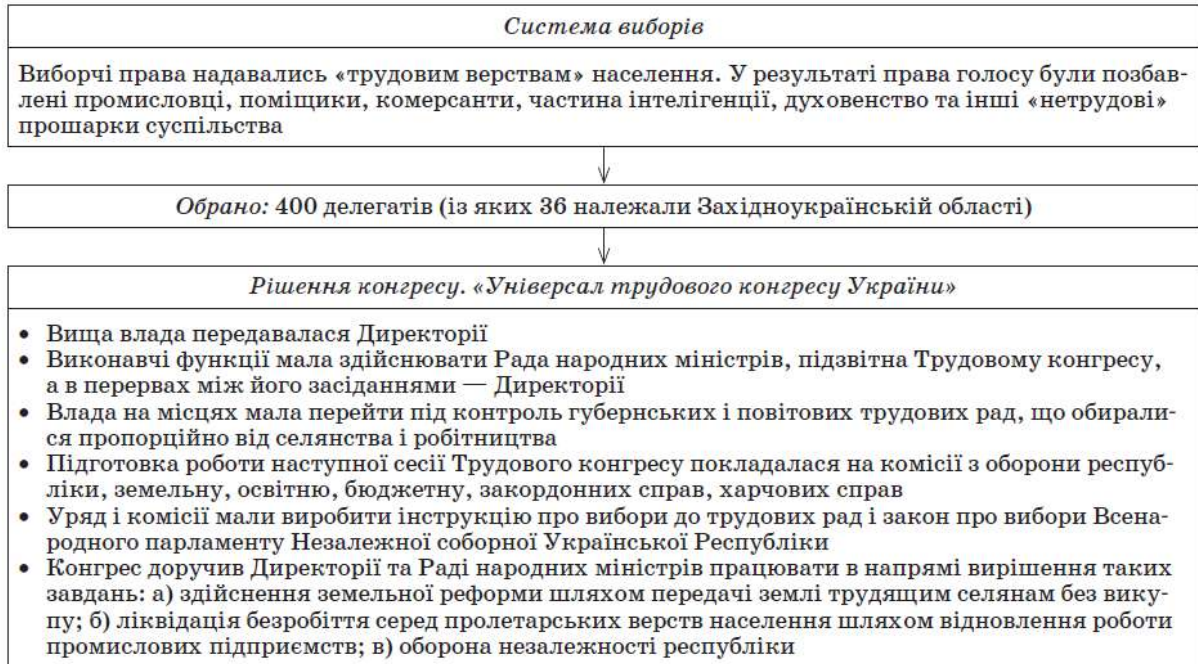 Система виборів
Виборчі права надавались «трудовим верствам» населення. У результаті права голосу були позбав-
лені промисловці, поміщики, комерсанти, частина інтелігенції, духовенство та інші «нетрудові»
прошарки суспільства
Обрано: 400 делегатів (із яких 36 належали Західноукраїнській області)
Рішення конгресу. «Універсал трудового конгресу України»
• Вища влада передавалася Директорії
• Виконавчі функції мала здійснювати Рада народних міністрів, підзвітна Трудовому конгресу,
а в перервах між його засіданнями — Директорії
• Влада на місцях мала перейти під контроль губернських і повітових трудових рад, що обирали-
ся пропорційно від селянства і робітництва
• Підготовка роботи наступної сесії Трудового конгресу покладалася на комісії з оборони респуб-
ліки, земельну, освітню, бюджетну, закордонних справ, харчових справ
• Уряд і комісії мали виробити інструкцію про вибори до трудових рад і закон про вибори Всена-
родного парламенту Незалежної соборної Української Республіки
• Конгрес доручив Директорії та Раді народних міністрів працювати в напрямі вирішення таких
завдань: а) здійснення земельної реформи шляхом передачі землі трудящим селянам без вику-
пу; б) ліквідація безробіття серед пролетарських верств населення шляхом відновлення роботи
промислових підприємств; в) оборона незалежності республіки